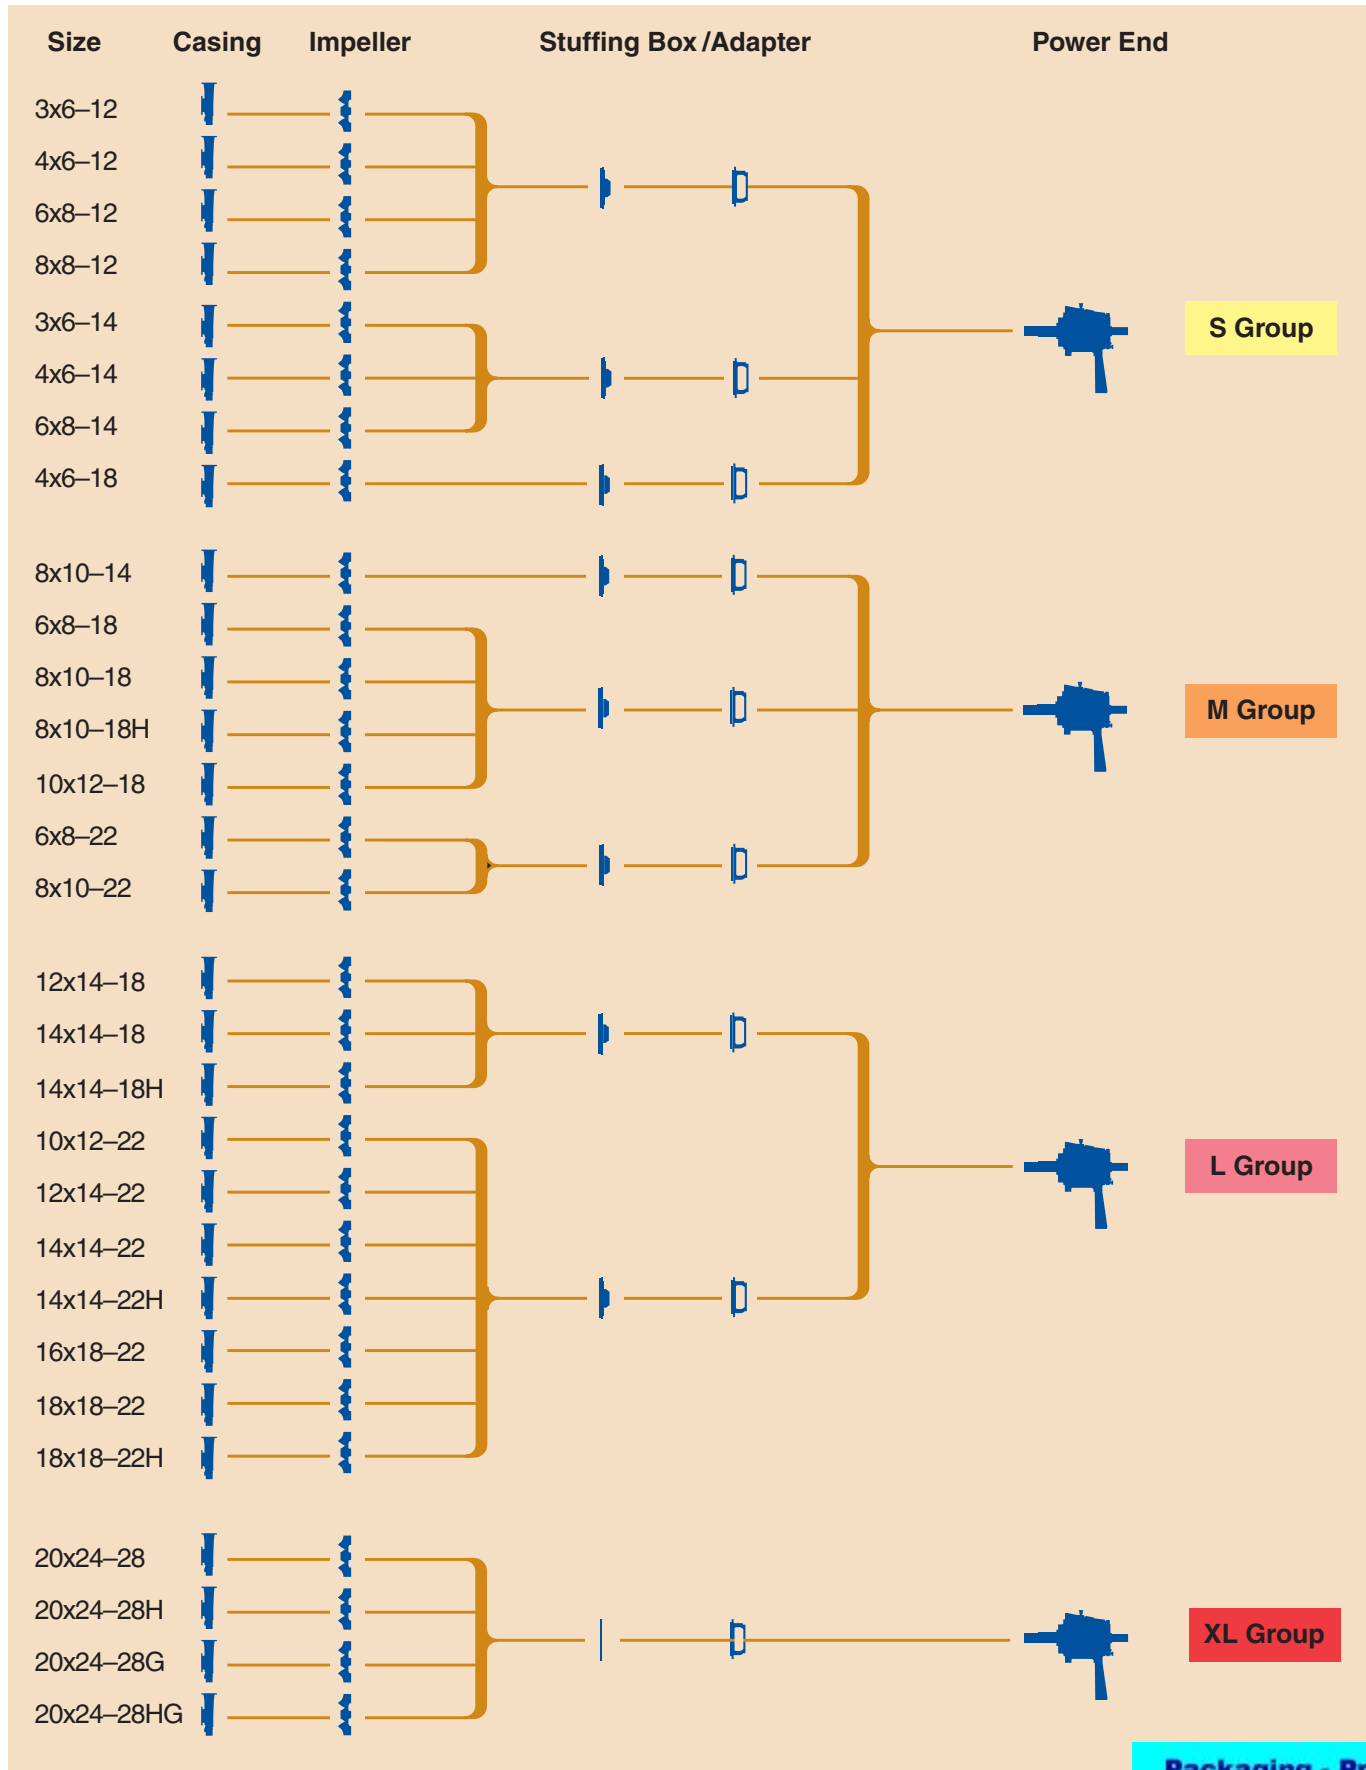 Size Casing Impeller Stuffing Box /Adapter Power End
3x6–12
4x6–12
6x8–12
8x8–12
3x6–14
S Group
4x6–14
6x8–14
4x6–18
8x10–14
6x8–18
8x10–18
M Group
8x10–18H
10x12–18
6x8–22
8x10–22
12x14–18
14x14–18
14x14–18H
10x12–22
L Group
12x14–22
14x14–22
14x14–22H
16x18–22
18x18–22
18x18–22H
20x24–28
20x24–28H
XL Group
20x24–28G
20x24–28HG
Packaging -